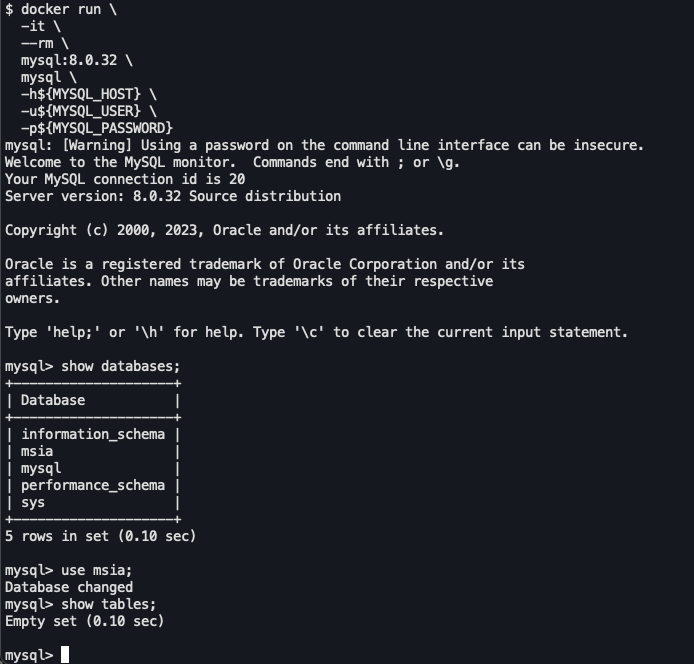 $ docker run \
-it \
--rm \
mysql:8.0.32 \
mysql \
-h${MYSQL_HOST} \
-u${MYSQL_USER} \
-p${MYSQL_PASSWORD}
mysql: [Warning] Using a password on the command line interface can be insecure.
Welcome to the MySQL monitor.  Commands end with ; or \g.
Your MySQL connection id is 20
Server version: 8.0.32 Source distribution

Copyright (c) 2000, 2023, Oracle and/or its affiliates.

Oracle is a registered trademark of Oracle Corporation and/or its
affiliates. Other names may be trademarks of their respective
owners.

Type 'help;' or '\h' for help. Type '\c' to clear the current input statement.

mysql> show databases;
+--------------------+
| Database           |
+--------------------+
| information_schema |
| msia               |
| mysql              |
| performance_schema |
| sys                |
+--------------------+
5 rows in set (0.10 sec)

mysql> use msia;
Database changed
mysql> show tables;
Empty set (0.10 sec)

mysql>